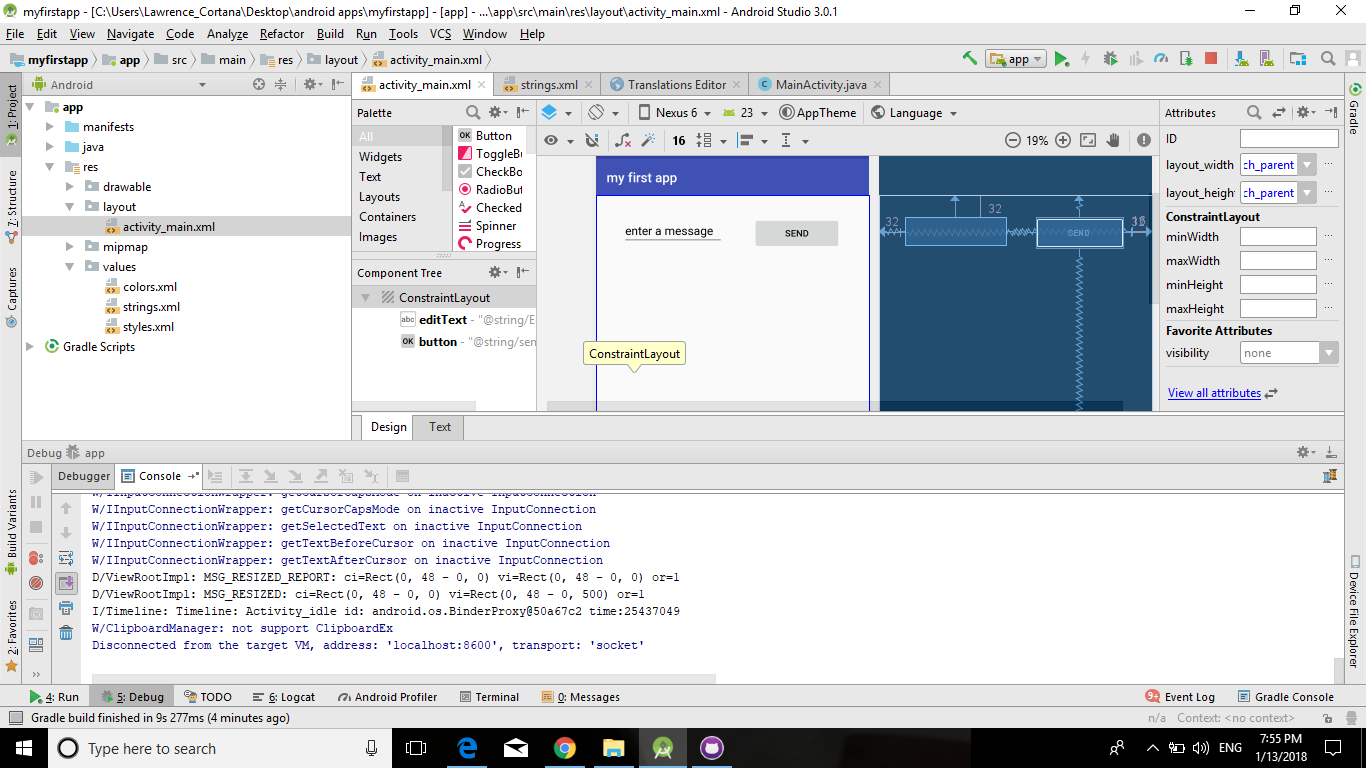 myfirstapp - [C:\Users\Lawrence_Cortana\Desktop\android apps\myfirstapp] - [app] - ...\app\src\main\res\layout\activity_main.xml - Android Studio 3.0.1
File Edit View Navigate Code Analyze Refactor Build Run Tools VCS Window Help
myfirstapp app src main res layout activity_main.xml
app
1: Project
7: Structure
Captures
Build Variants
2: Favorites
Android
app
manifests
java
res
drawable
layout
activity_main.xml
mipmap
values
colors.xml
strings.xml
styles.xml
Gradle Scripts
activity_main.xml strings.xml Translations Editor MainActivity.java
Palette
All
Widgets
Text
Layouts
Containers
Images
OK Button
ToggleBu
CheckBo
RadioBut
Checked
Spinner
Progress
Component Tree
ConstraintLayout
abc editText - "@string/E
OK button - "@string/sen
Nexus 6 23 AppTheme Language
16 19%
my first app
enter a message SEND
ConstraintLayout
32 32 SEND
Attributes
ID
layout_width ch_parent
layout_height ch_parent
ConstraintLayout
minWidth
maxWidth
minHeight
maxHeight
Favorite Attributes
visibility none
View all attributes
Gradle
Device File Explorer
Design Text
Debug app
Debugger Console
W/IInputConnectionWrapper: getCursorCapsMode on inactive InputConnection
W/IInputConnectionWrapper: getCursorCapsMode on inactive InputConnection
W/IInputConnectionWrapper: getSelectedText on inactive InputConnection
W/IInputConnectionWrapper: getTextBeforeCursor on inactive InputConnection
W/IInputConnectionWrapper: getTextAfterCursor on inactive InputConnection
D/ViewRootImpl: MSG_RESIZED_REPORT: ci=Rect(0, 48 - 0, 0) vi=Rect(0, 48 - 0, 0) or=1
D/ViewRootImpl: MSG_RESIZED: ci=Rect(0, 48 - 0, 0) vi=Rect(0, 48 - 0, 500) or=1
I/Timeline: Timeline: Activity_idle id: android.os.BinderProxy@50a67c2 time:25437049
W/ClipboardManager: not support ClipboardEx
Disconnected from the target VM, address: 'localhost:8600', transport: 'socket'
4: Run 5: Debug TODO 6: Logcat Android Profiler Terminal 0: Messages 9+ Event Log Gradle Console
Gradle build finished in 9s 277ms (4 minutes ago) n/a Context: <no context>
Type here to search
ENG
7:55 PM
1/13/2018